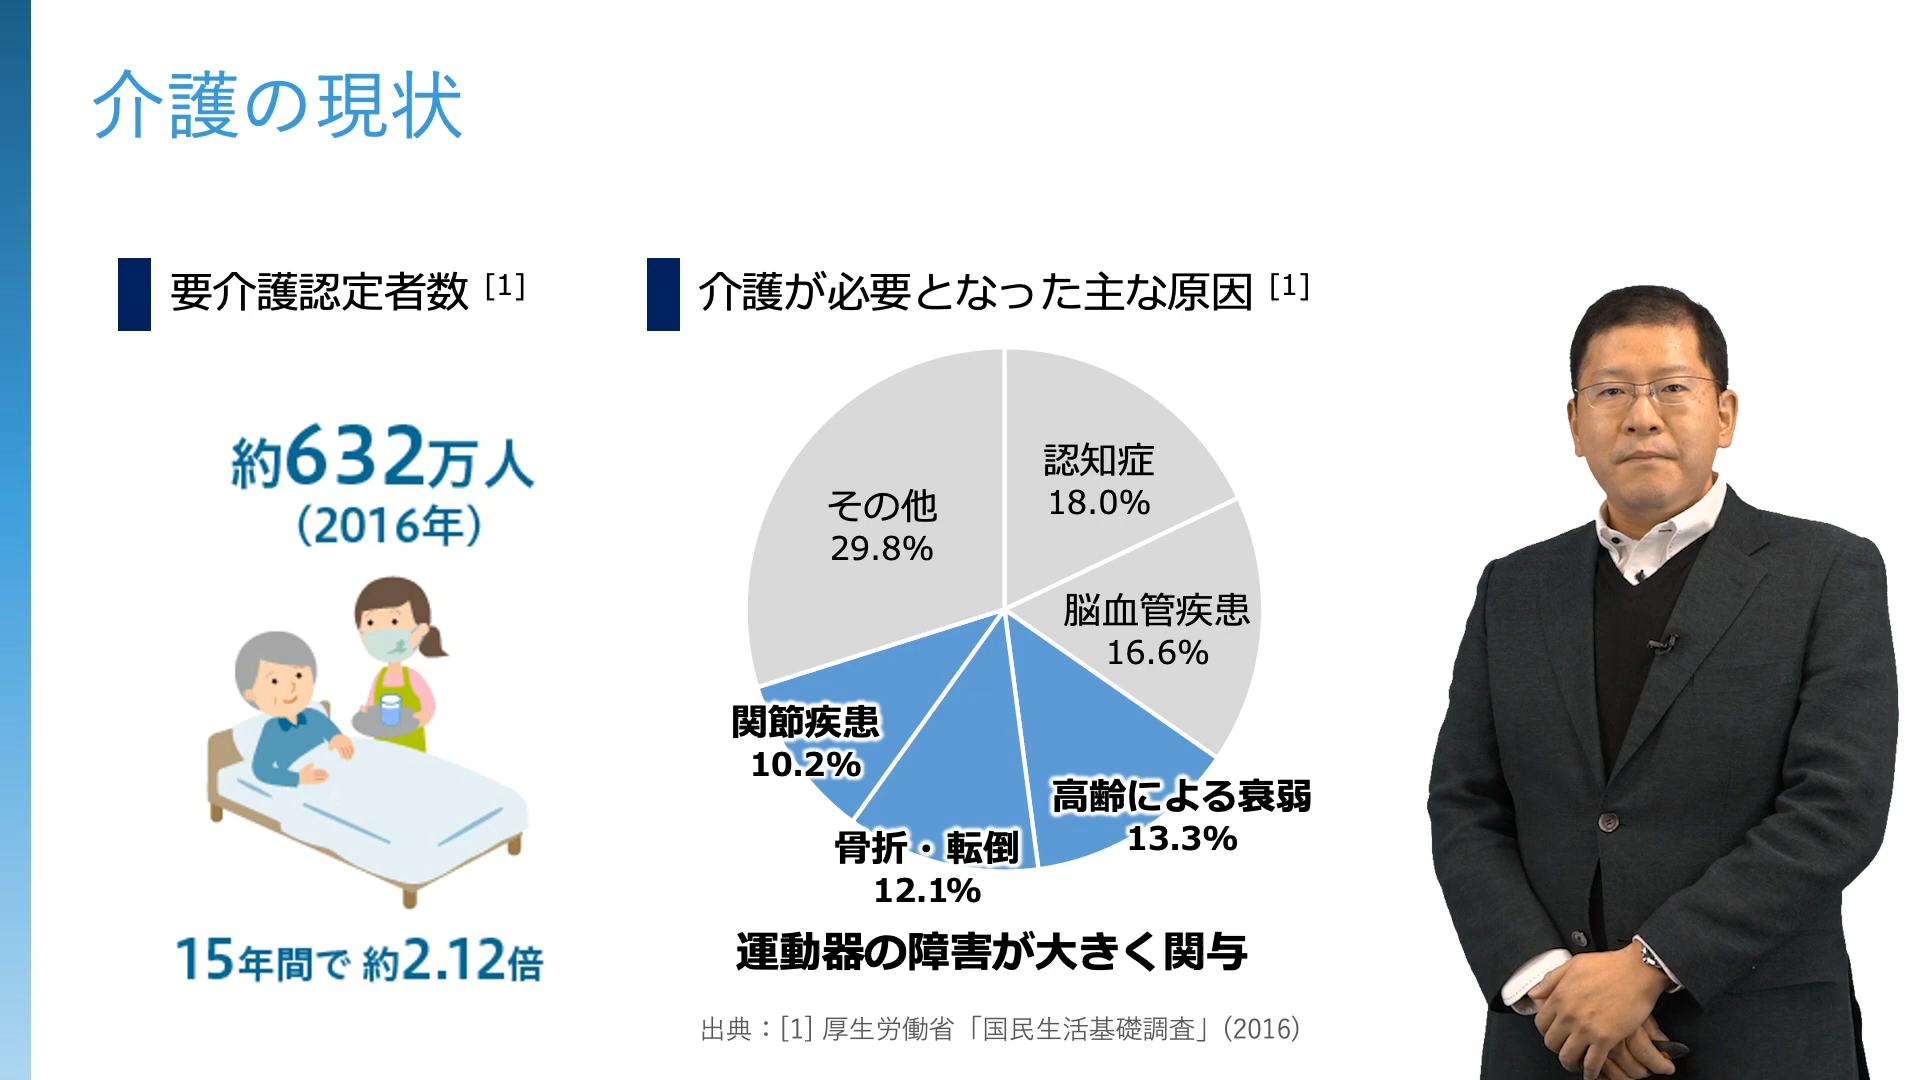 介護の現状
要介護認定者数 [1]
約632万人
（2016年）
15年間で 約2.12倍
介護が必要となった主な原因 [1]
認知症
18.0%
脳血管疾患
16.6%
高齢による衰弱
13.3%
骨折・転倒
12.1%
関節疾患
10.2%
その他
29.8%
運動器の障害が大きく関与
出典：[1] 厚生労働省「国民生活基礎調査」（2016）